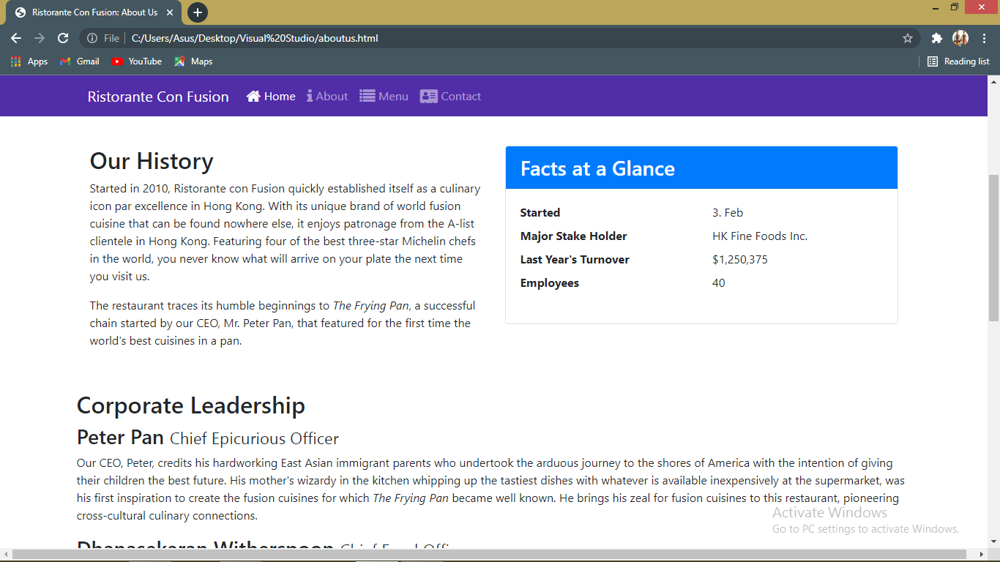 Ristorante Con Fusion: About Us
File
C:/Users/Asus/Desktop/Visual%20Studio/aboutus.html
Apps Gmail YouTube Maps Reading list
Ristorante Con Fusion Home About Menu Contact
Our History
Started in 2010, Ristorante con Fusion quickly established itself as a culinary
icon par excellence in Hong Kong. With its unique brand of world fusion
cuisine that can be found nowhere else, it enjoys patronage from the A-list
clientele in Hong Kong. Featuring four of the best three-star Michelin chefs
in the world, you never know what will arrive on your plate the next time
you visit us.
The restaurant traces its humble beginnings to The Frying Pan, a successful
chain started by our CEO, Mr. Peter Pan, that featured for the first time the
world's best cuisines in a pan.
Facts at a Glance
Started 3. Feb
Major Stake Holder HK Fine Foods Inc.
Last Year's Turnover $1,250,375
Employees 40
Corporate Leadership
Peter Pan Chief Epicurious Officer
Our CEO, Peter, credits his hardworking East Asian immigrant parents who undertook the arduous journey to the shores of America with the intention of giving
their children the best future. His mother's wizardy in the kitchen whipping up the tastiest dishes with whatever is available inexpensively at the supermarket, was
his first inspiration to create the fusion cuisines for which The Frying Pan became well known. He brings his zeal for fusion cuisines to this restaurant, pioneering
cross-cultural culinary connections.
Dhanasekaran Witherspoon Chief Food Officer
Activate Windows
Go to PC settings to activate Windows.